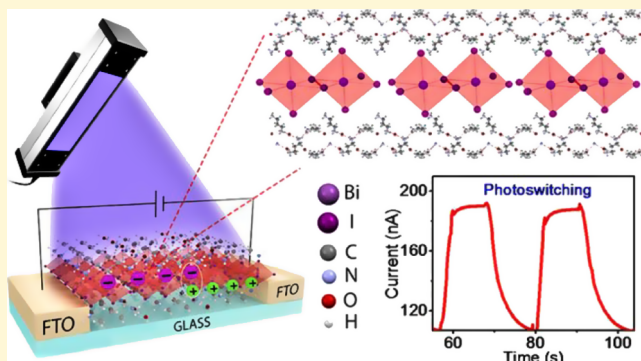 Bi
I
C
N
O
H
FTO
GLASS
FTO
− − − −
+ + + +
Photoswitching
Current (nA)
200
160
120
60 80 100
Time (s)